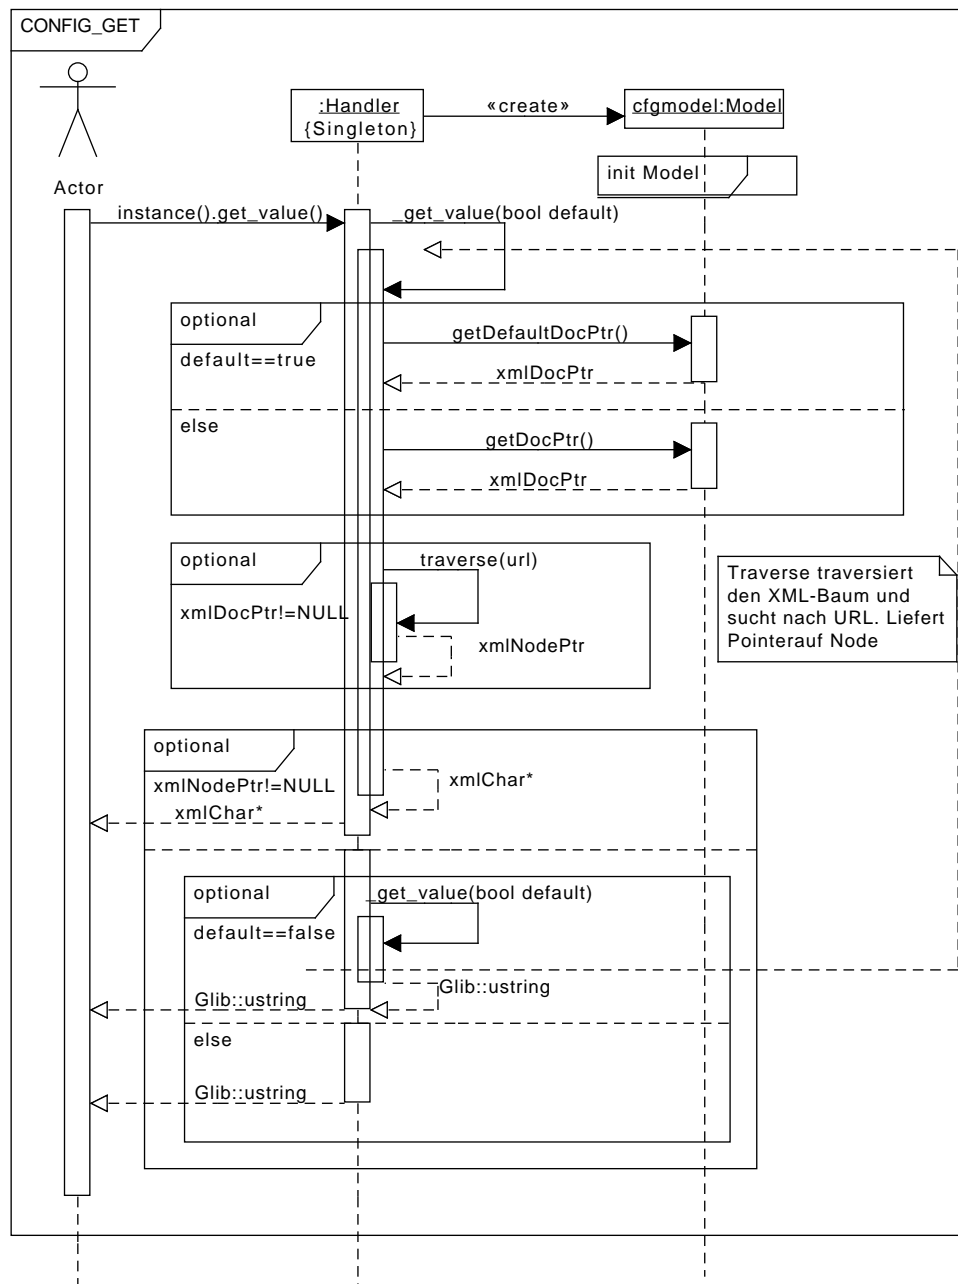 CONFIG_GET
:Handler
{Singleton}
«create»
cfgmodel:Model
init Model
Actor
instance().get_value()
_get_value(bool default)
optional
default==true
getDefaultDocPtr()
xmlDocPtr
else
getDocPtr()
xmlDocPtr
optional
xmlDocPtr!=NULL
traverse(url)
xmlNodePtr
Traverse traversiert
den XML-Baum und
sucht nach URL. Liefert
Pointerauf Node
optional
xmlNodePtr!=NULL
xmlChar*
xmlChar*
optional
default==false
_get_value(bool default)
Glib::ustring
Glib::ustring
else
Glib::ustring